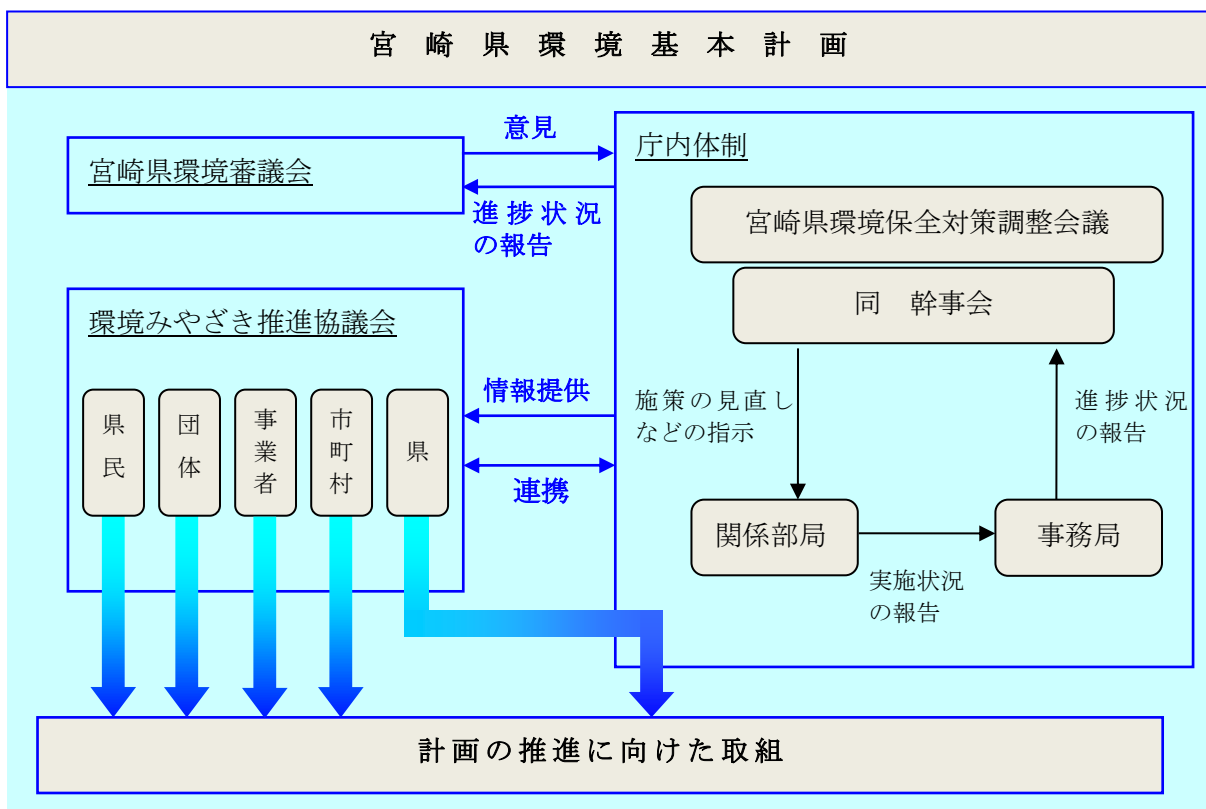 宮崎県環境基本計画
宮崎県環境審議会
意見
進捗状況
の報告
庁内体制
宮崎県環境保全対策調整会議
同　幹事会
施策の見直し
などの指示
進捗状況
の報告
関係部局
実施状況
の報告
事務局
環境みやざき推進協議会
県民
団体
事業者
市町村
県
情報提供
連携
計画の推進に向けた取組